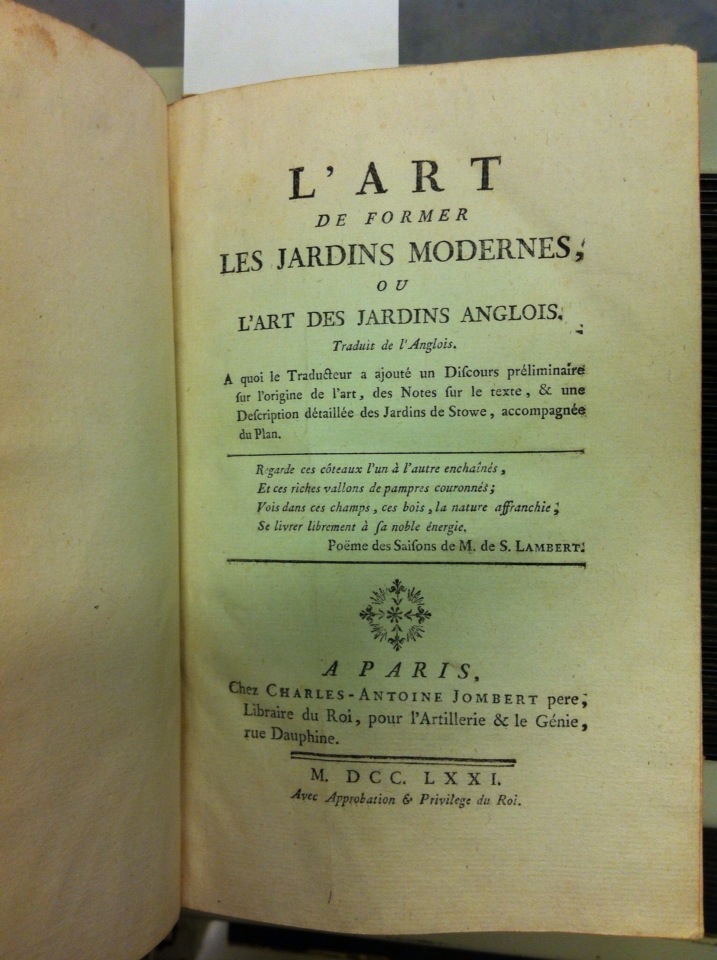 L'ART
DE FORMER
LES JARDINS MODERNES,
OU
L'ART DES JARDINS ANGLOIS.
Traduit de l'Anglois.
A quoi le Traducteur a ajouté un Diſcours préliminaire
ſur l'origine de l'art, des Notes ſur le texte, & une
Deſcription détaillée des Jardins de Stowe, accompagnée
du Plan.
Regarde ces côteaux l'un à l'autre enchaînés,
Et ces riches vallons de pampres couronnés;
Vois dans ces champs, ces bois, la nature affranchie;
Se livrer librement à ſa noble énergie.
Poëme des Saiſons de M. de S. LAMBERT.
A PARIS,
Chez CHARLES-ANTOINE JOMBERT pere,
Libraire du Roi, pour l'Artillerie & le Génie,
rue Dauphine.
M. DCC. LXXI.
Avec Approbation & Privilege du Roi.